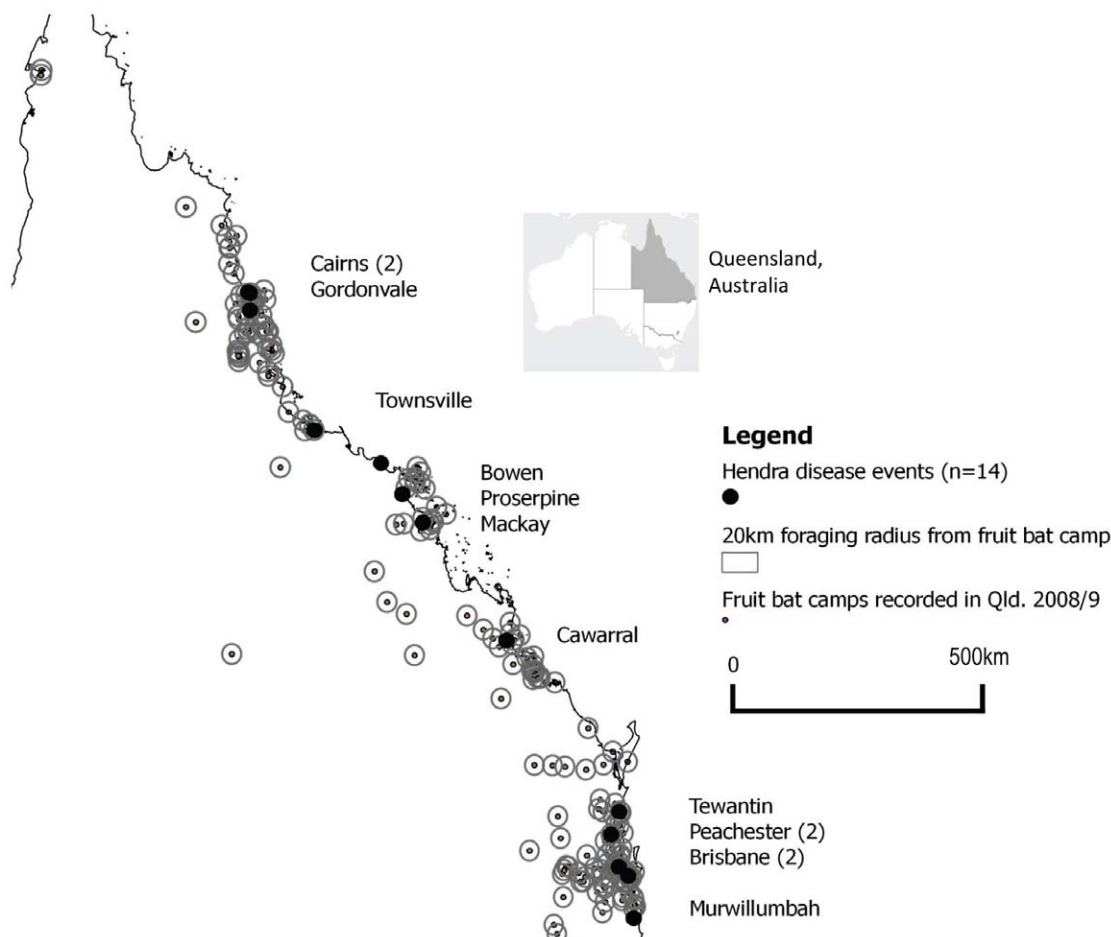 Cairns (2)
Gordonvale
Queensland,
Australia
Townsville
Bowen
Proserpine
Mackay
Legend
Hendra disease events (n=14)
20km foraging radius from fruit bat camp
Fruit bat camps recorded in Qld. 2008/9
0 500km
Cawarral
Tewantin
Peachester (2)
Brisbane (2)
Murwillumbah